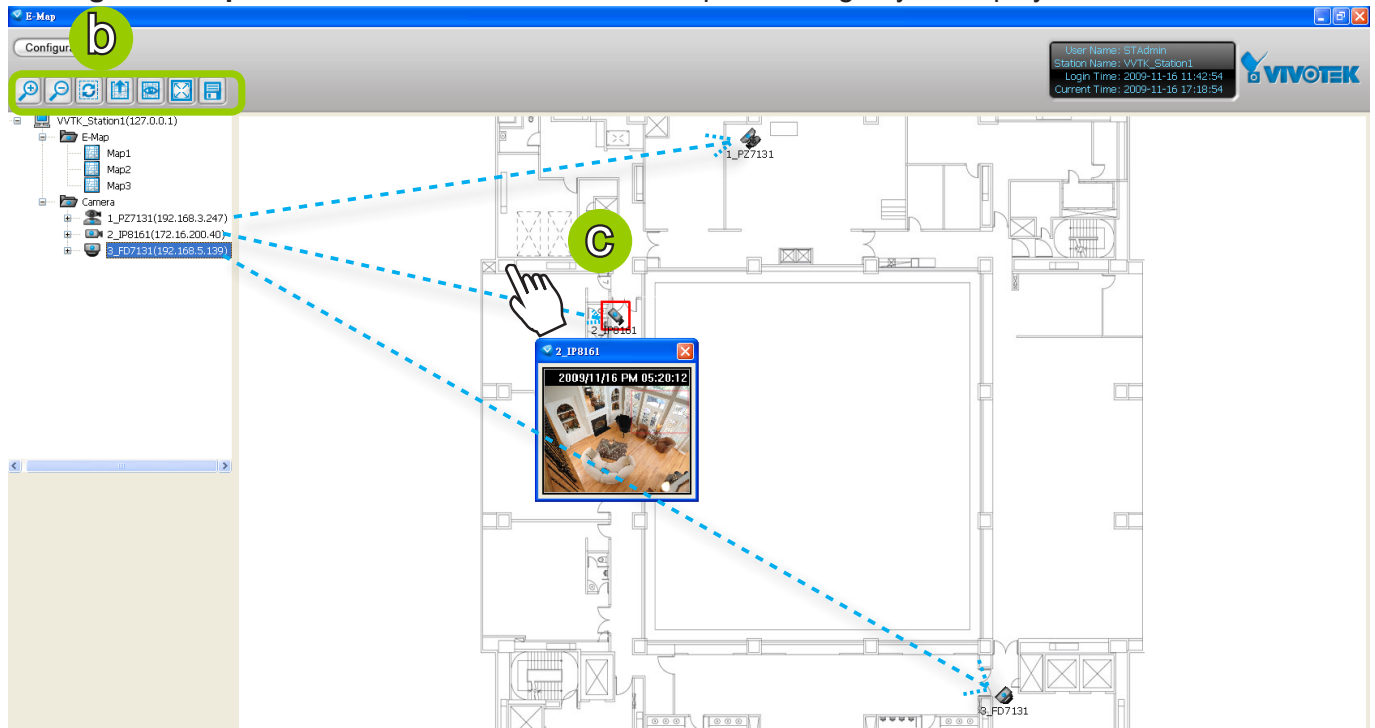 E-Map
b
Configur
User Name: STAdmin
Station Name: VVTK_Station1
Login Time: 2009-11-16 11:42:54
Current Time: 2009-11-16 17:18:54
VIVOTEK
VVTK_Station1(127.0.0.1)
E-Map
Map1
Map2
Map3
Camera
1_PZ7131(192.168.3.247)
2_IP8161(172.16.200.40)
3_FD7131(192.168.5.139)
1_PZ7131
C
2_IP8161
2_IP8161
2009/11/16 PM 05:20:12
3_FD7131